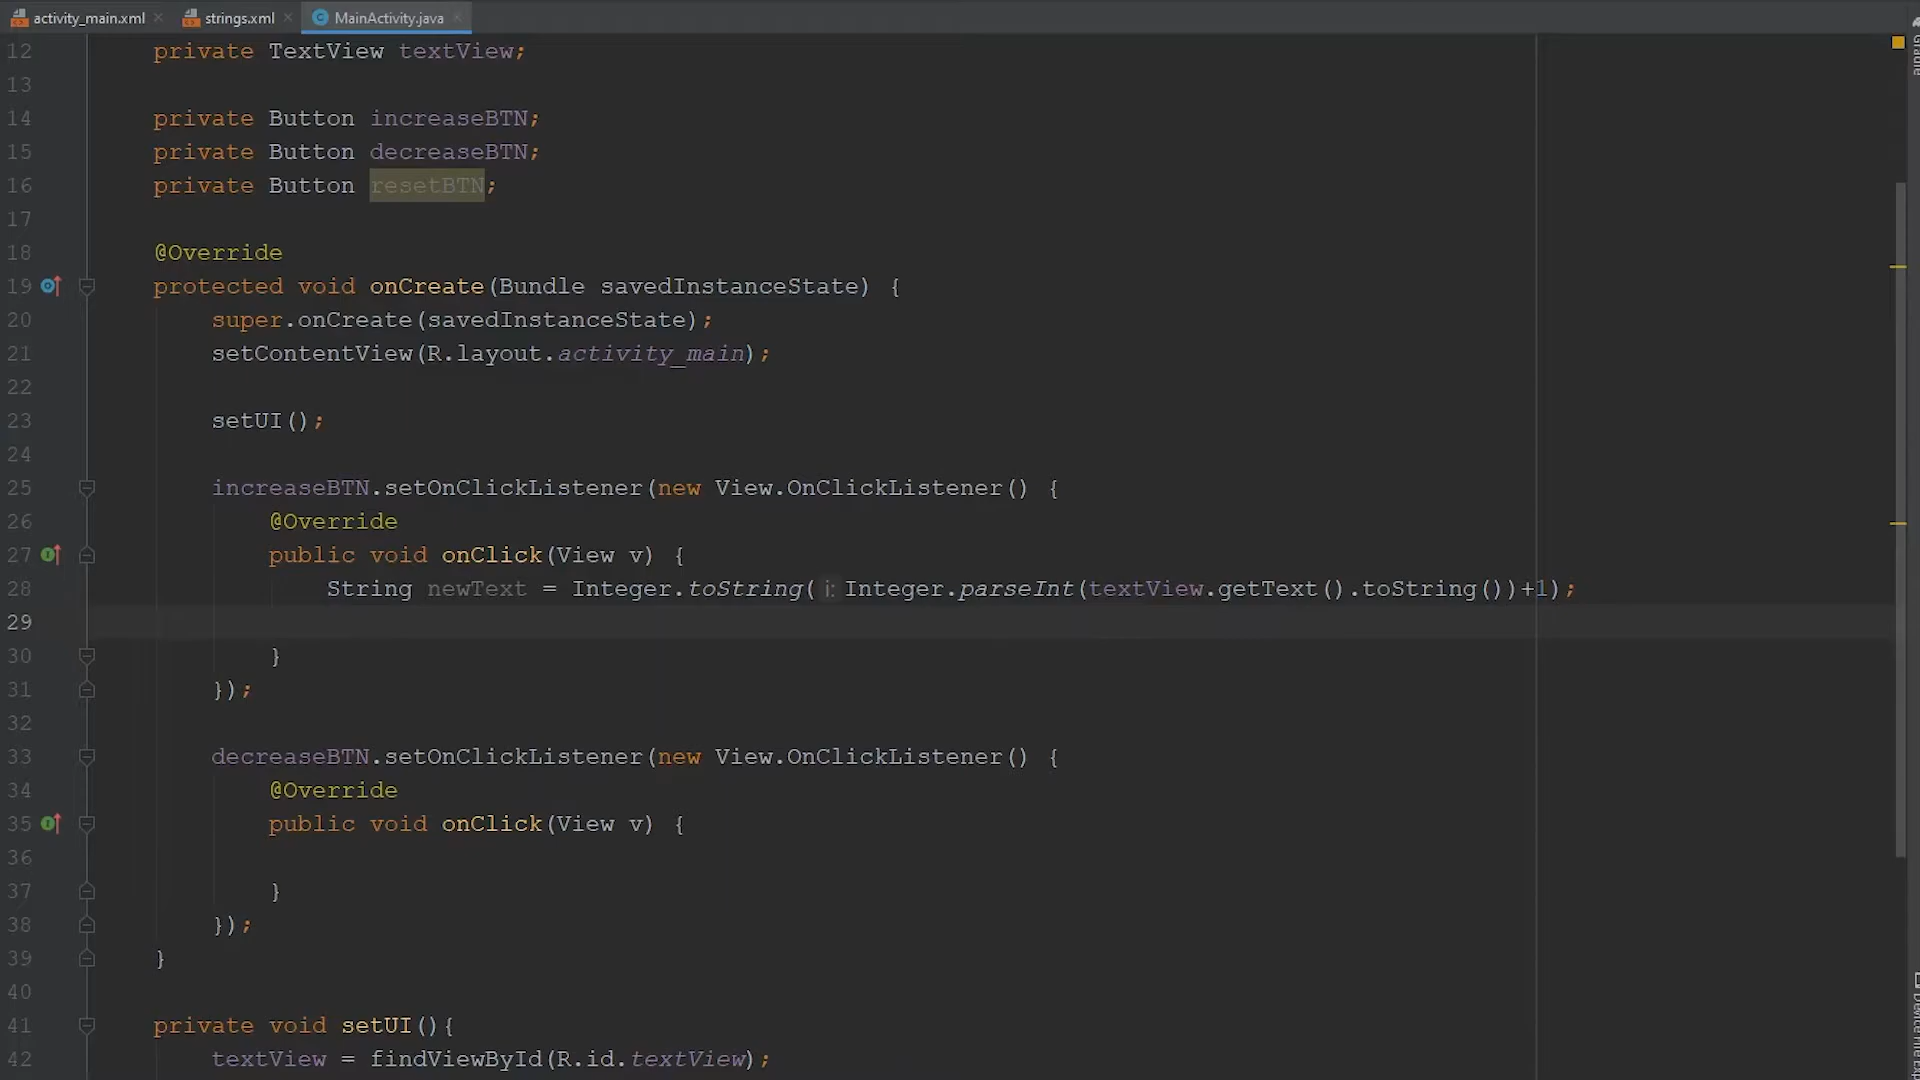 activity_main.xml strings.xml MainActivity.java
12 private TextView textView;
13
14 private Button increaseBTN;
15 private Button decreaseBTN;
16 private Button resetBTN;
17
18 @Override
19 protected void onCreate(Bundle savedInstanceState) {
20 super.onCreate(savedInstanceState);
21 setContentView(R.layout.activity_main);
22
23 setUI();
24
25 increaseBTN.setOnClickListener(new View.OnClickListener() {
26 @Override
27 public void onClick(View v) {
28 String newText = Integer.toString( i: Integer.parseInt(textView.getText().toString())+1);
29
30 }
31 });
32
33 decreaseBTN.setOnClickListener(new View.OnClickListener() {
34 @Override
35 public void onClick(View v) {
36
37 }
38 });
39 }
40
41 private void setUI(){
42 textView = findViewById(R.id.textView);
Gradle